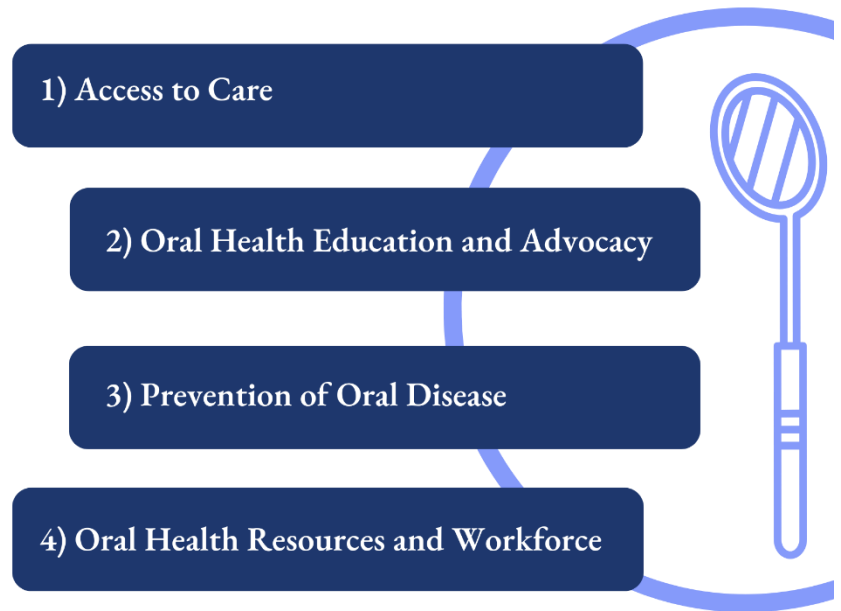 1) Access to Care
2) Oral Health Education and Advocacy
3) Prevention of Oral Disease
4) Oral Health Resources and Workforce